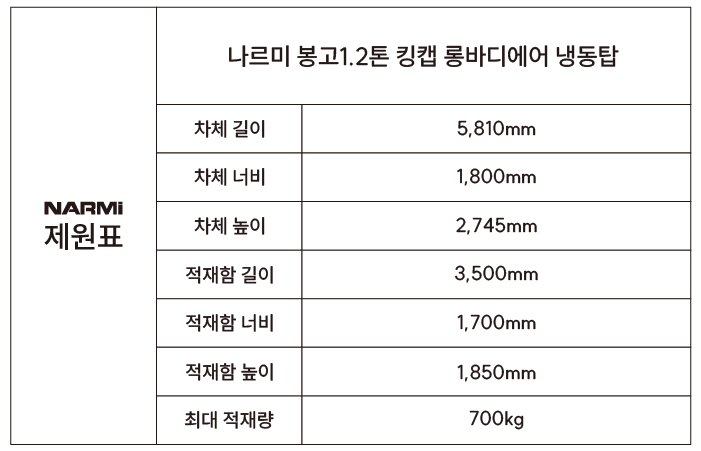 나르미 봉고1.2톤 킹캡 롱바디에어 냉동탑
NARMi
제원표
차체 길이 5,810mm
차체 너비 1,800mm
차체 높이 2,745mm
적재함 길이 3,500mm
적재함 너비 1,700mm
적재함 높이 1,850mm
최대 적재량 700kg